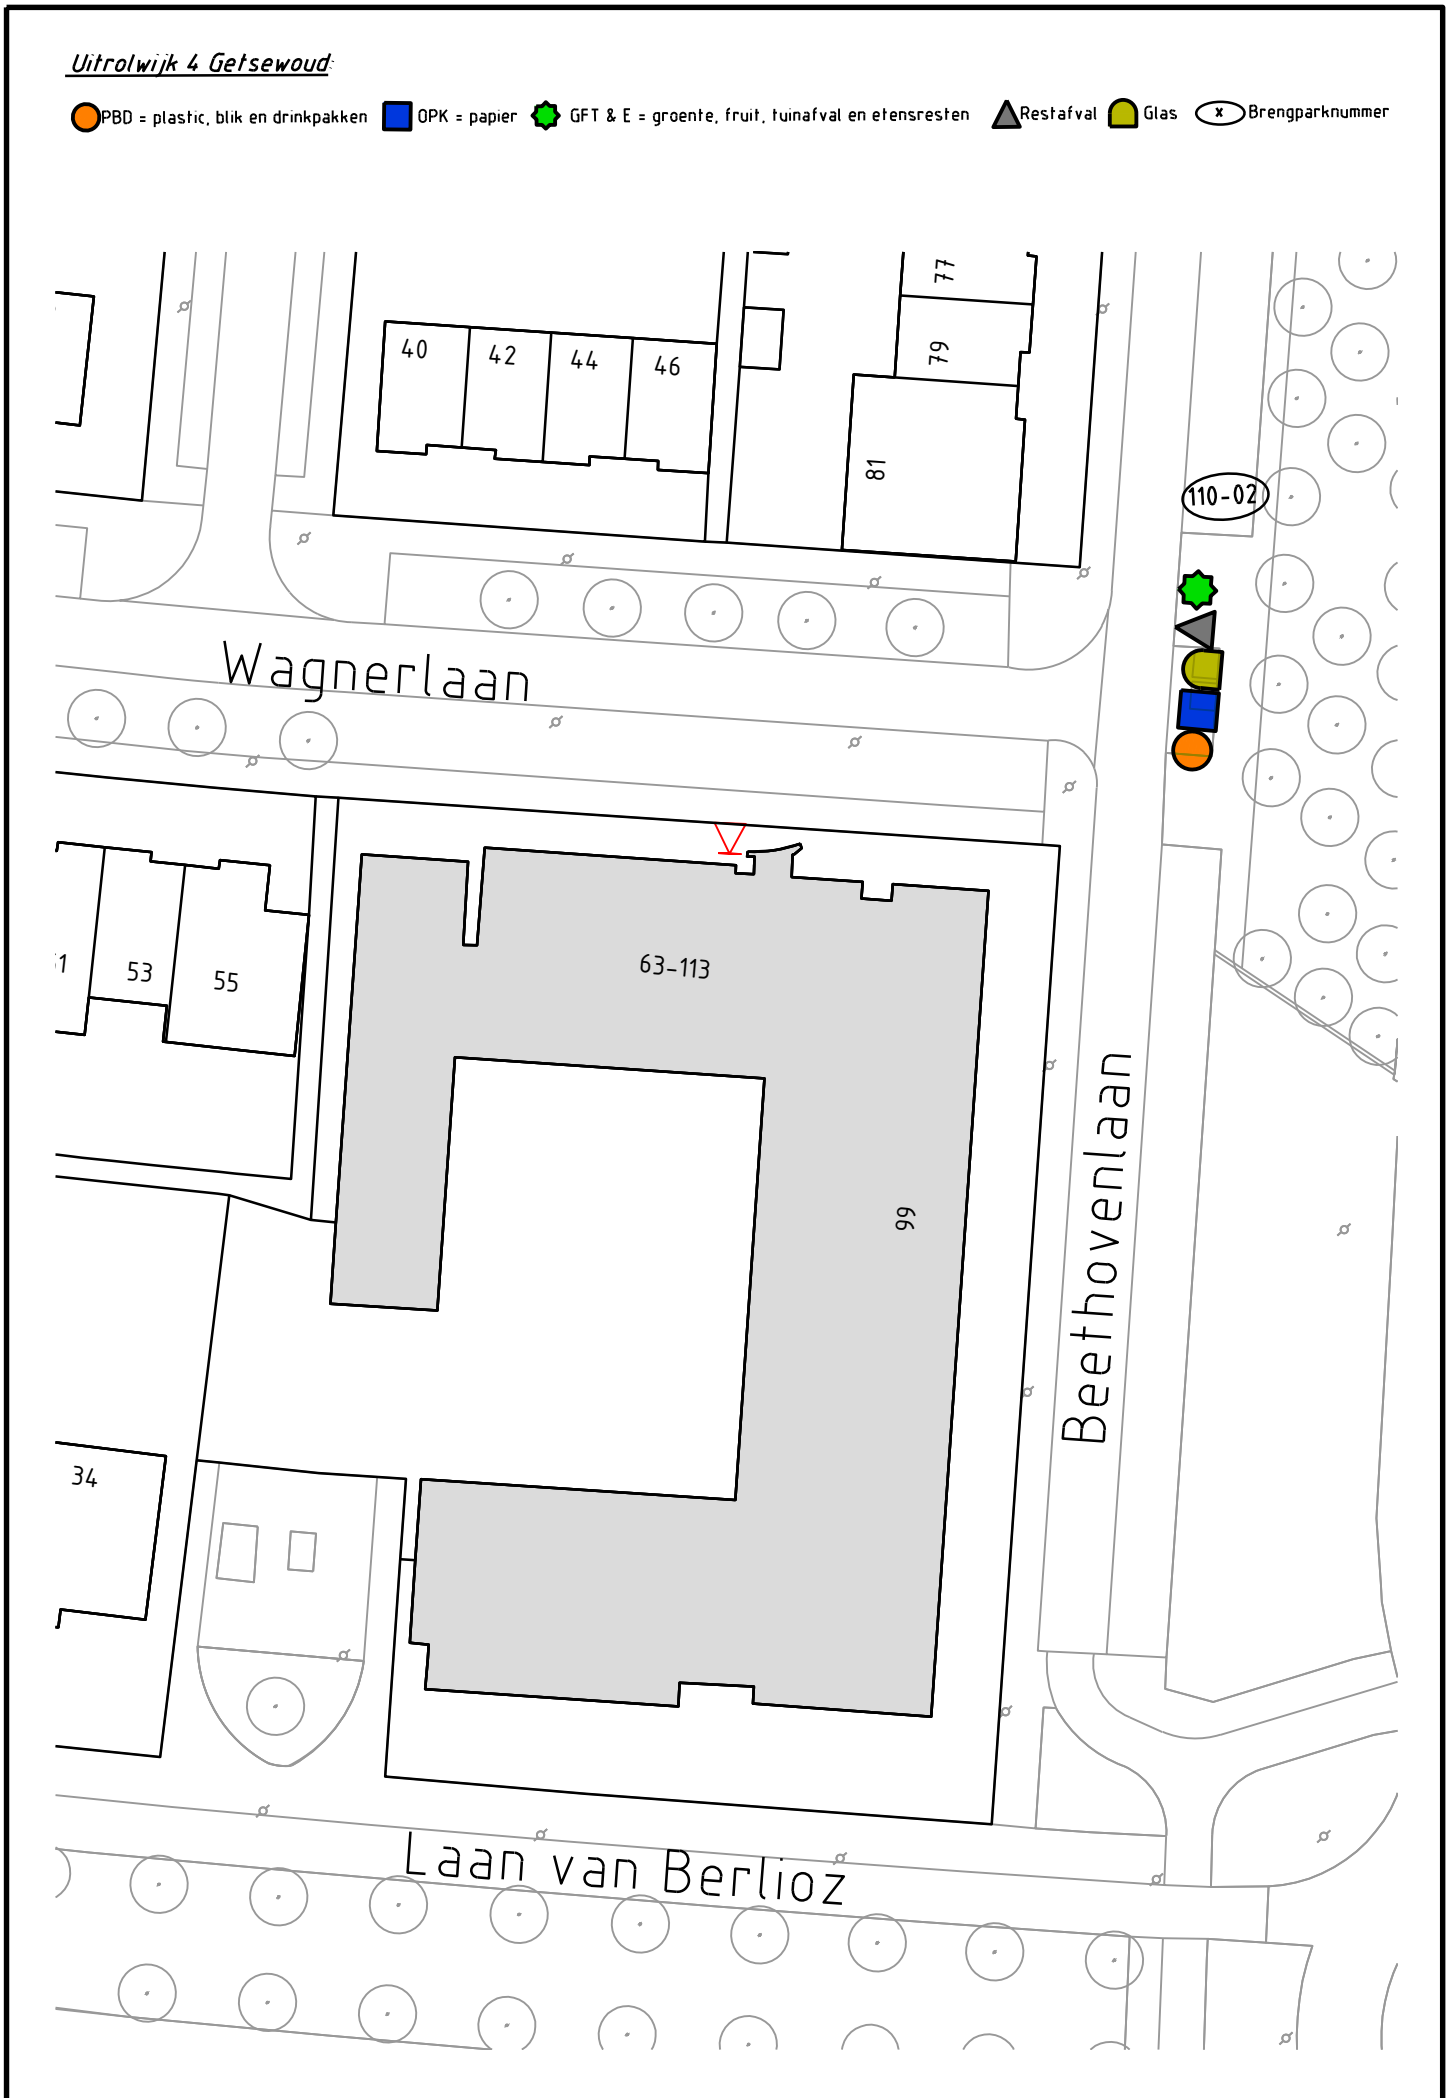 Uitrolwijk 4 Getsewoud:
PBD = plastic, blik en drinkpakken OPK = papier GFT & E = groente, fruit, tuinafval en etensresten Restafval Glas x Brengparknummer
77
79
40 42 44 46
81
110-02
Wagnerlaan
53
55
63-113
Beethovenlaan
99
34
Laan van Berlioz